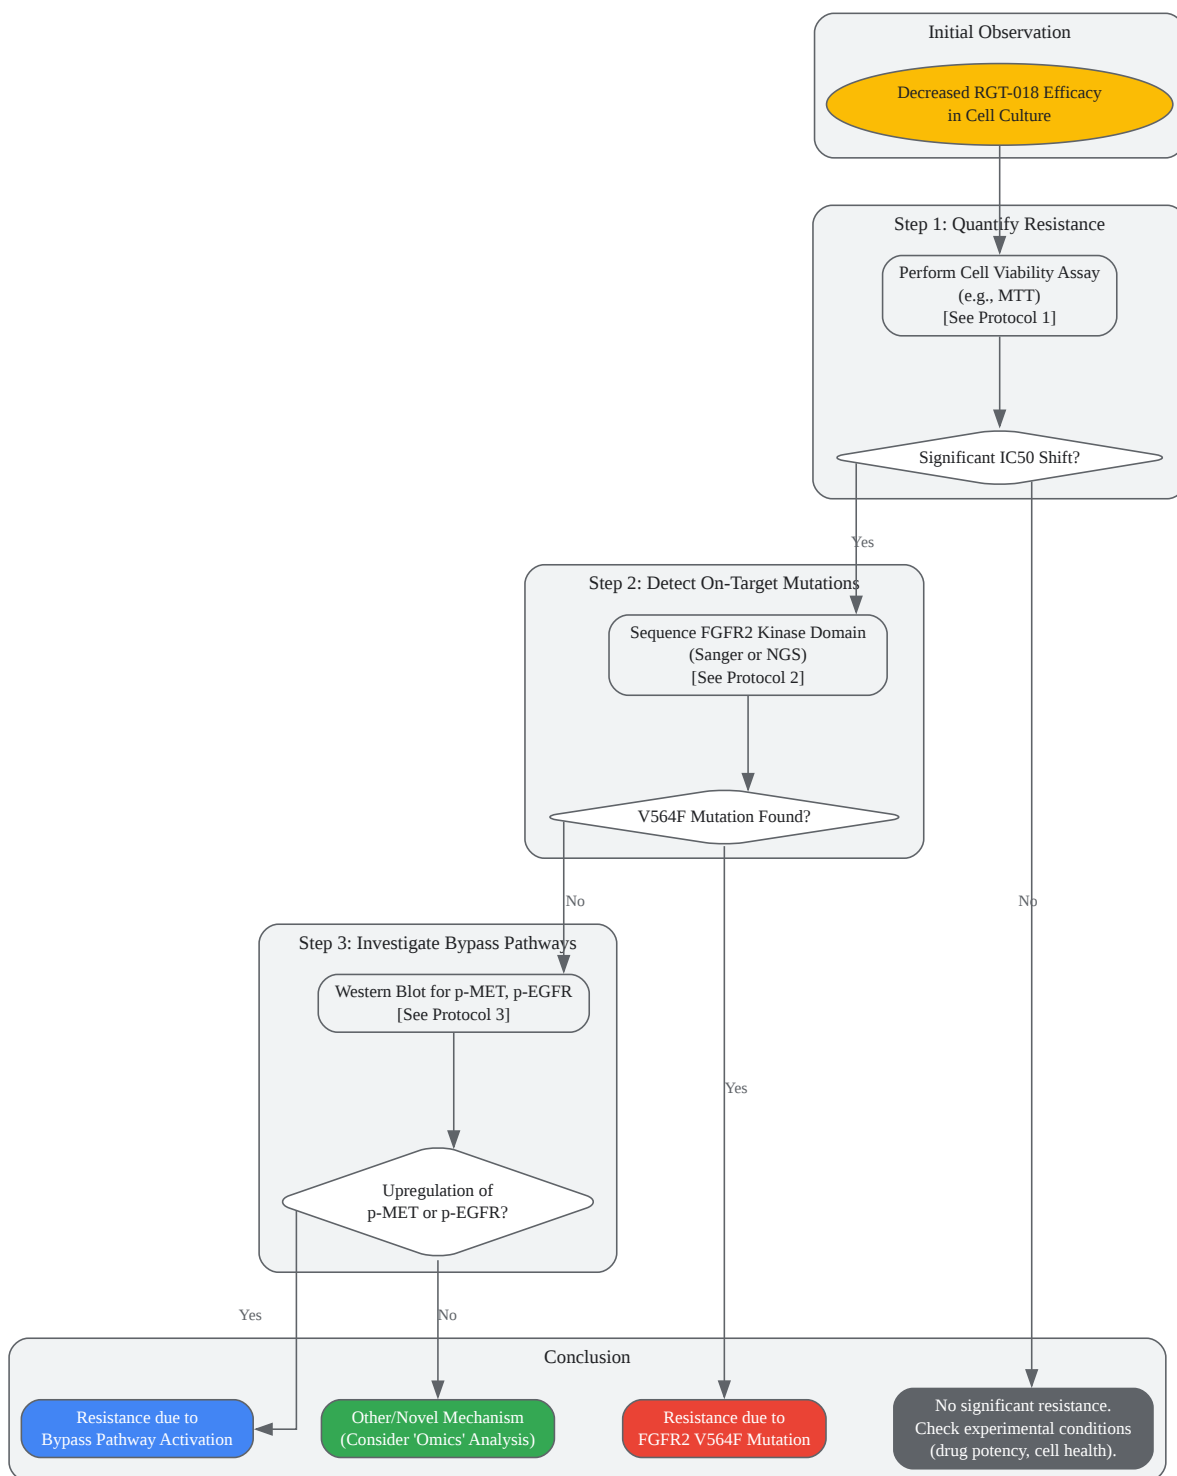 Initial Observation
Decreased RGT-018 Efficacy
in Cell Culture
Step 1: Quantify Resistance
Perform Cell Viability Assay
(e.g., MTT)
[See Protocol 1]
Significant IC50 Shift?
Yes
Step 2: Detect On-Target Mutations
Sequence FGFR2 Kinase Domain
(Sanger or NGS)
[See Protocol 2]
V564F Mutation Found?
No
No
Step 3: Investigate Bypass Pathways
Western Blot for p-MET, p-EGFR
[See Protocol 3]
Yes
Upregulation of
p-MET or p-EGFR?
Yes
No
Conclusion
Resistance due to
Bypass Pathway Activation
Other/Novel Mechanism
(Consider 'Omics' Analysis)
Resistance due to
FGFR2 V564F Mutation
No significant resistance.
Check experimental conditions
(drug potency, cell health).